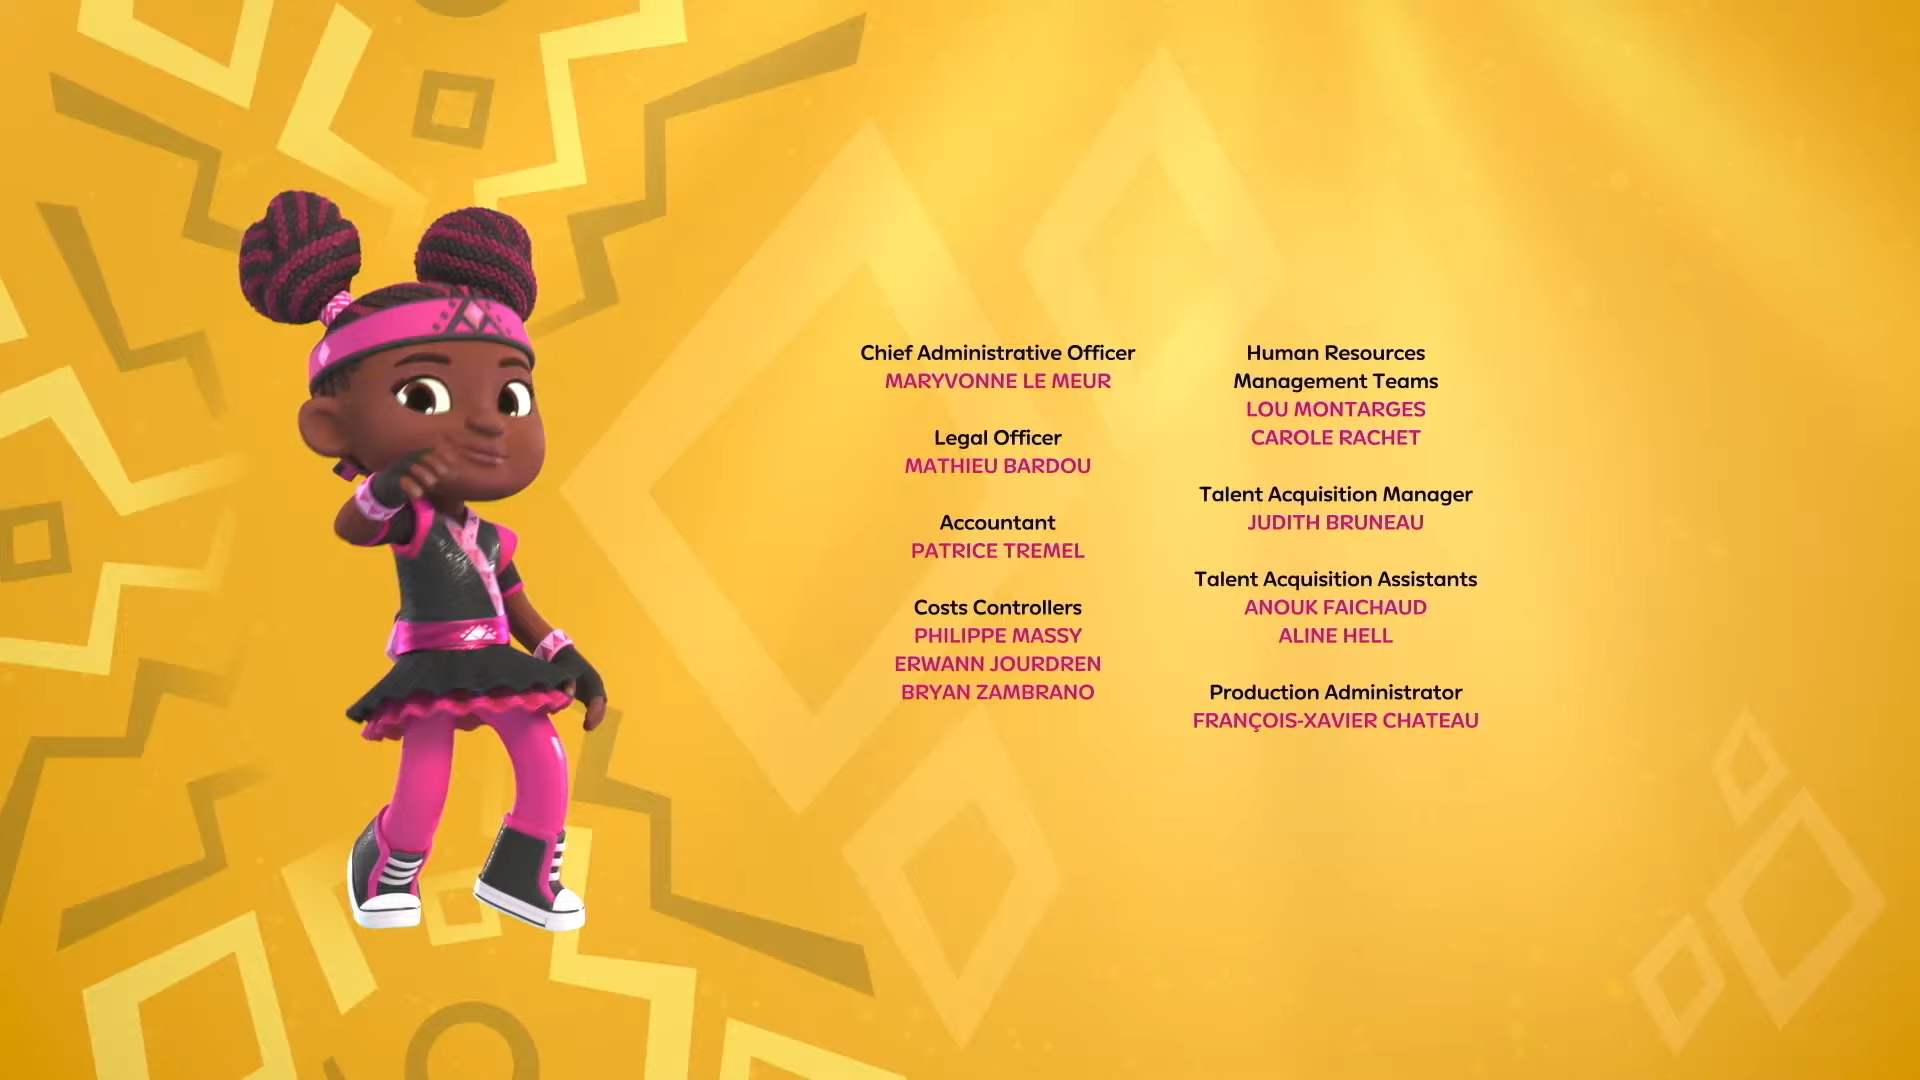 Chief Administrative Officer
MARYVONNE LE MEUR
Legal Officer
MATHIEU BARDOU
Accountant
PATRICE TREMEL
Costs Controllers
PHILIPPE MASSY
ERWANN JOURDREN
BRYAN ZAMBRANO
Human Resources
Management Teams
LOU MONTARGES
CAROLE RACHET
Talent Acquisition Manager
JUDITH BRUNEAU
Talent Acquisition Assistants
ANOUK FAICHAUD
ALINE HELL
Production Administrator
FRANÇOIS-XAVIER CHATEAU